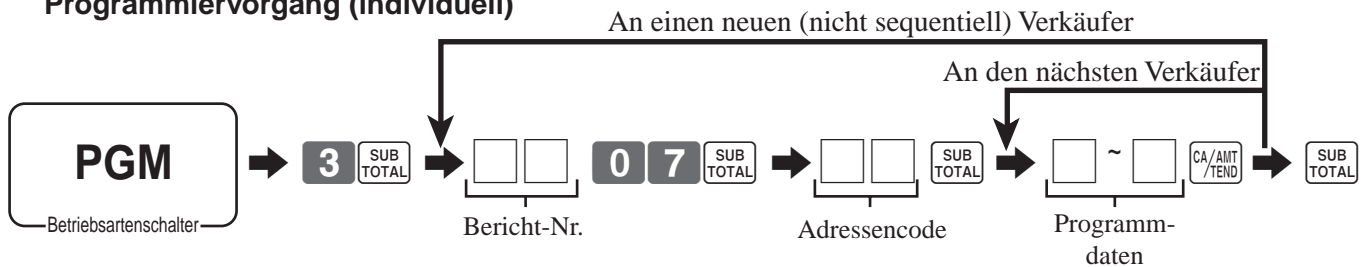 Programmiervorgang (individuell)
An einen neuen (nicht sequentiell) Verkäufer
An den nächsten Verkäufer
PGM
Betriebsartenschalter
3 SUB TOTAL
0 7 SUB TOTAL
SUB TOTAL
~
CA/AMT /TEND
SUB TOTAL
Bericht-Nr.
Adressencode
Programm-
daten